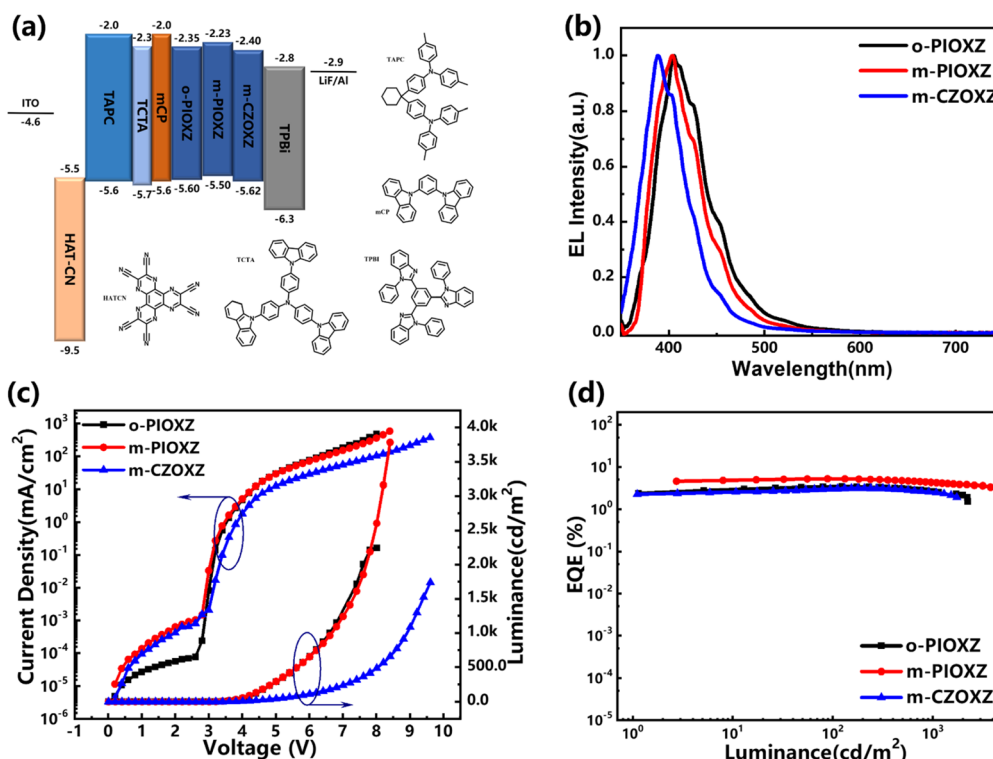 (a)
-2.0
-2.3
-2.0
-2.35
-2.23
-2.40
-2.8
-2.9
LiF/Al
ITO
-4.6
TAPC
TCTA
mCP
o-PIOXZ
m-PIOXZ
m-CZOXZ
TPBi
-5.5
-5.6
-5.7
-5.6
-5.60
-5.50
-5.62
-6.3
HAT-CN
-9.5
TAPC
mCP
TCTA
TPBI
HATCN
(b)
o-PIOXZ
m-PIOXZ
m-CZOXZ
EL Intensity(a.u.)
1.0
0.8
0.6
0.4
0.2
0.0
400 500 600 700
Wavelength(nm)
(c)
o-PIOXZ
m-PIOXZ
m-CZOXZ
Current Density(mA/cm²)
10³
10²
10¹
10⁰
10⁻¹
10⁻²
10⁻³
10⁻⁴
10⁻⁵
10⁻⁶
-1 0 1 2 3 4 5 6 7 8 9 10
Voltage (V)
4.0k
3.5k
3.0k
2.5k
2.0k
1.5k
1.0k
500.0
0.0
Luminance(cd/m²)
(d)
EQE (%)
10²
10¹
10⁰
10⁻¹
10⁻²
10⁻³
10⁻⁴
10⁻⁵
o-PIOXZ
m-PIOXZ
m-CZOXZ
10⁰ 10¹ 10² 10³
Luminance(cd/m²)